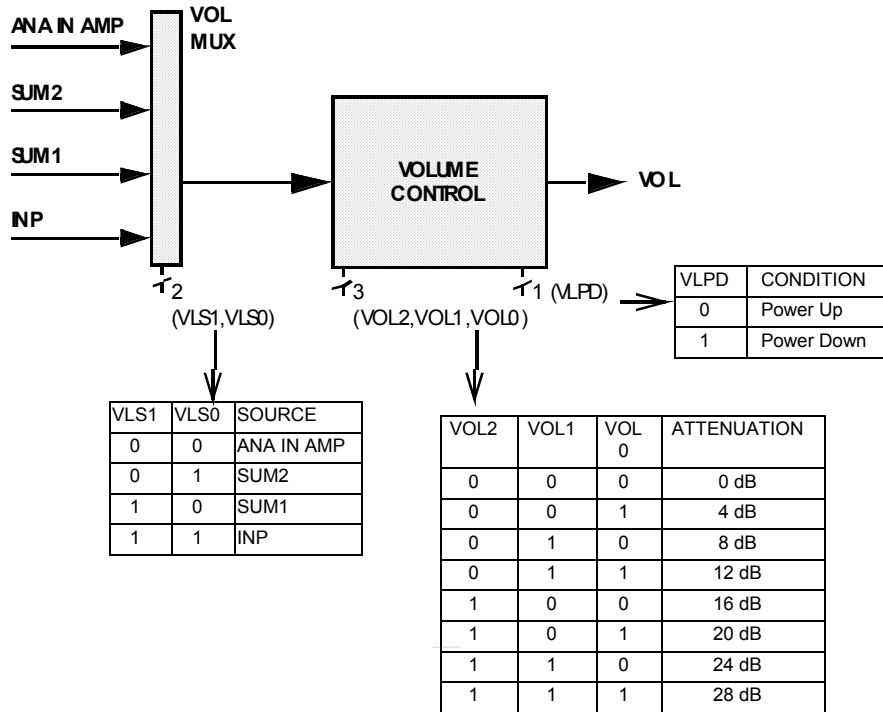 ANA IN AMP
VOL
MUX
SUM2
SUM1
INP
VOLUME
CONTROL
VOL
2
(VLS1,VLS0)
3
(VOL2,VOL1,VOL0)
1 (VLPD)
VLPD CONDITION
0 Power Up
1 Power Down
VLS1 VLS0 SOURCE
0 0 ANA IN AMP
0 1 SUM2
1 0 SUM1
1 1 INP
VOL2 VOL1 VOL ATTENUATION
0
0 0 0 0 dB
0 0 1 4 dB
0 1 0 8 dB
0 1 1 12 dB
1 0 0 16 dB
1 0 1 20 dB
1 1 0 24 dB
1 1 1 28 dB